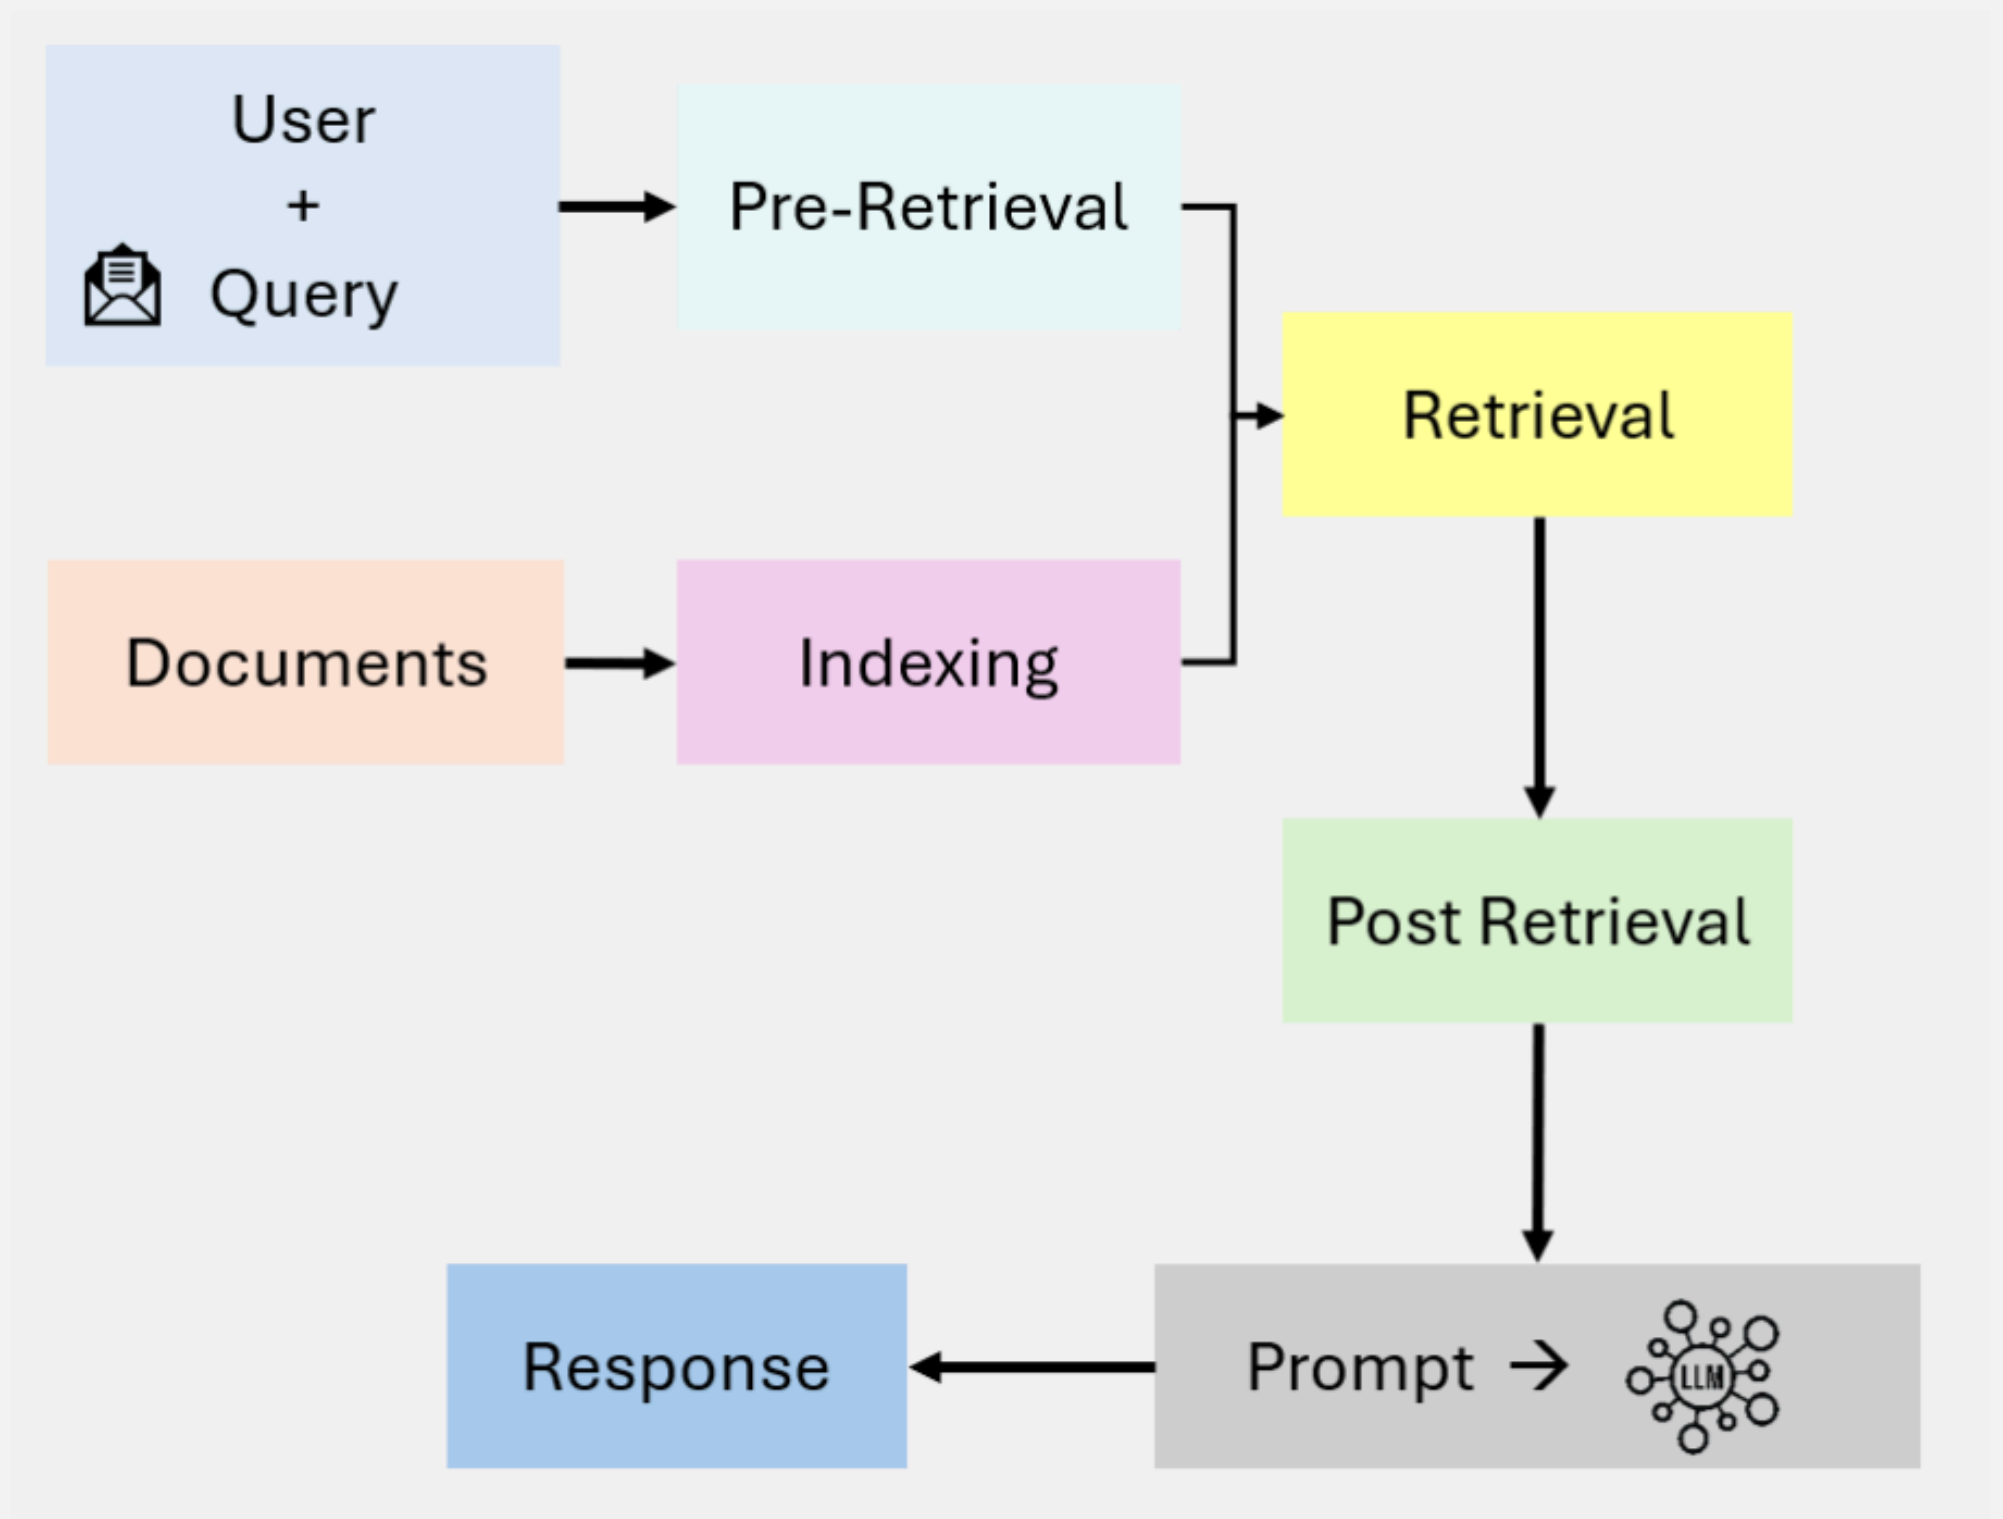 User
+
Query
Pre-Retrieval
Retrieval
Documents
Indexing
Post Retrieval
Response
Prompt →
LLM